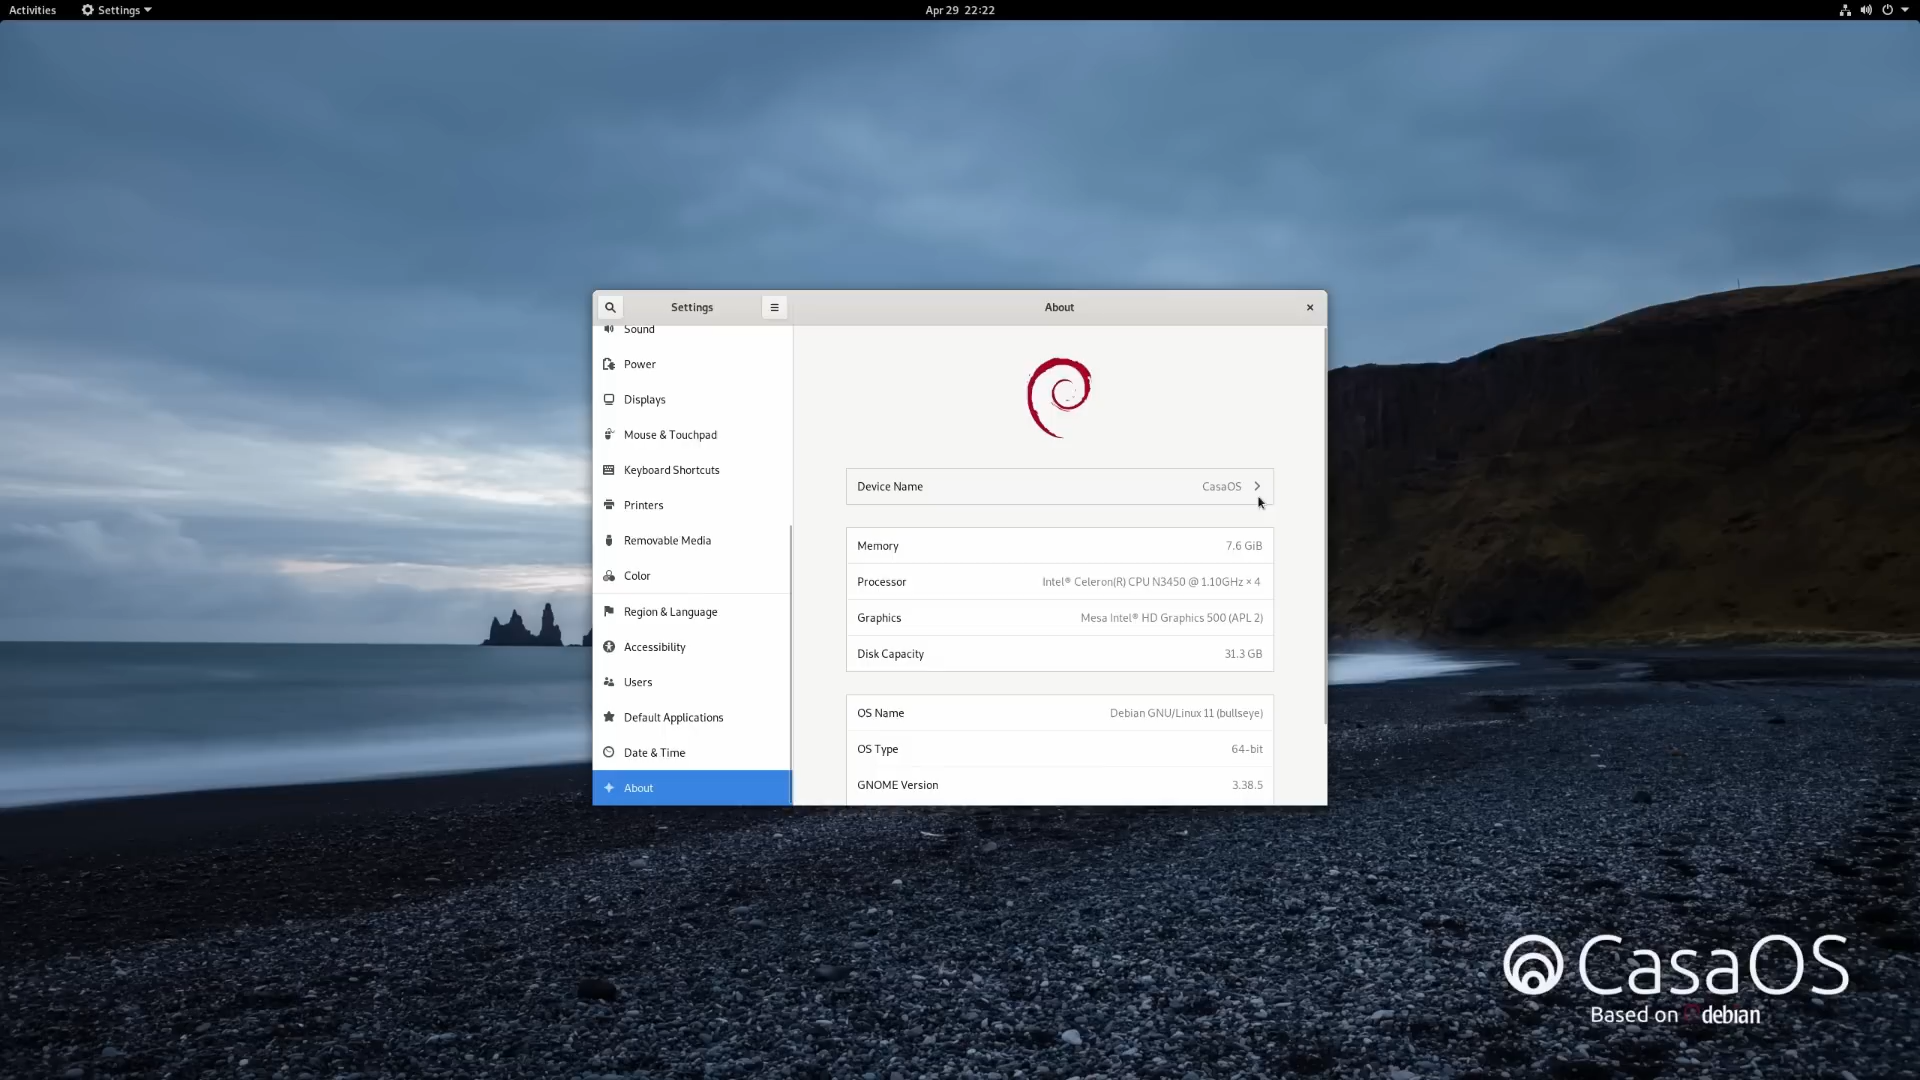 Activities
Settings
Apr 29 22:22
Settings
About
Sound
Power
Displays
Mouse & Touchpad
Keyboard Shortcuts
Printers
Removable Media
Color
Region & Language
Accessibility
Users
Default Applications
Date & Time
About
Device Name CasaOS
Memory 7.6 GiB
Processor Intel® Celeron(R) CPU N3450 @ 1.10GHz × 4
Graphics Mesa Intel® HD Graphics 500 (APL 2)
Disk Capacity 31.3 GB
OS Name Debian GNU/Linux 11 (bullseye)
OS Type 64-bit
GNOME Version 3.38.5
CasaOS
Based on debian